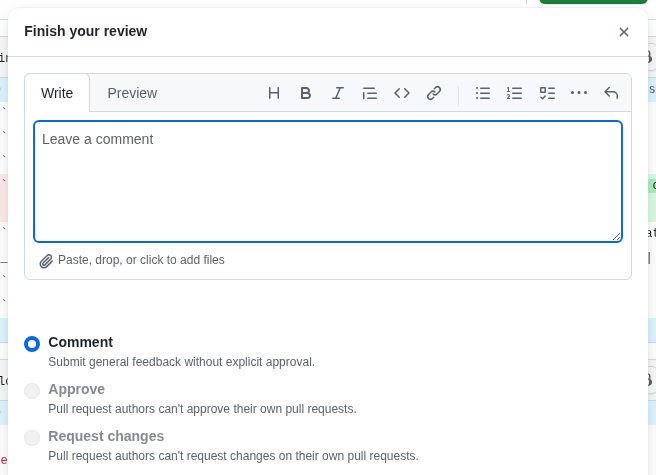 Finish your review
Write
Preview
Leave a comment
Paste, drop, or click to add files
Comment
Submit general feedback without explicit approval.
Approve
Pull request authors can't approve their own pull requests.
Request changes
Pull request authors can't request changes on their own pull requests.